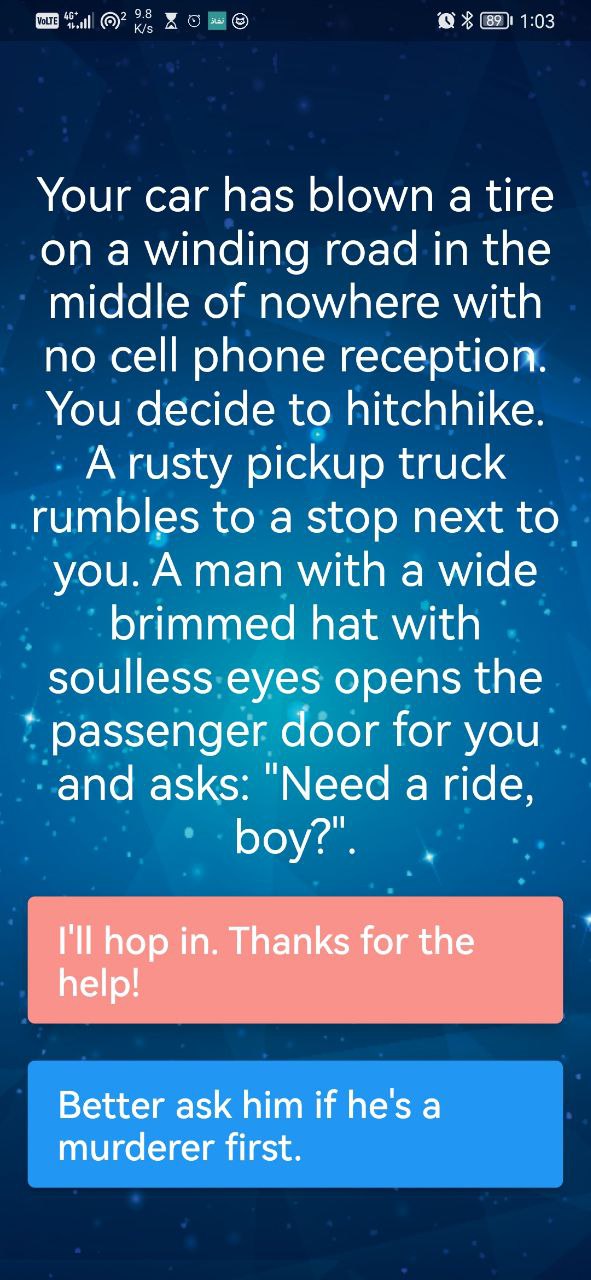 VoLTE 4G+ 2 9.8 K/s نفاذ 89 1:03
Your car has blown a tire
on a winding road in the
middle of nowhere with
no cell phone reception.
You decide to hitchhike.
A rusty pickup truck
rumbles to a stop next to
you. A man with a wide
brimmed hat with
soulless eyes opens the
passenger door for you
and asks: "Need a ride,
boy?".
I'll hop in. Thanks for the
help!
Better ask him if he's a
murderer first.